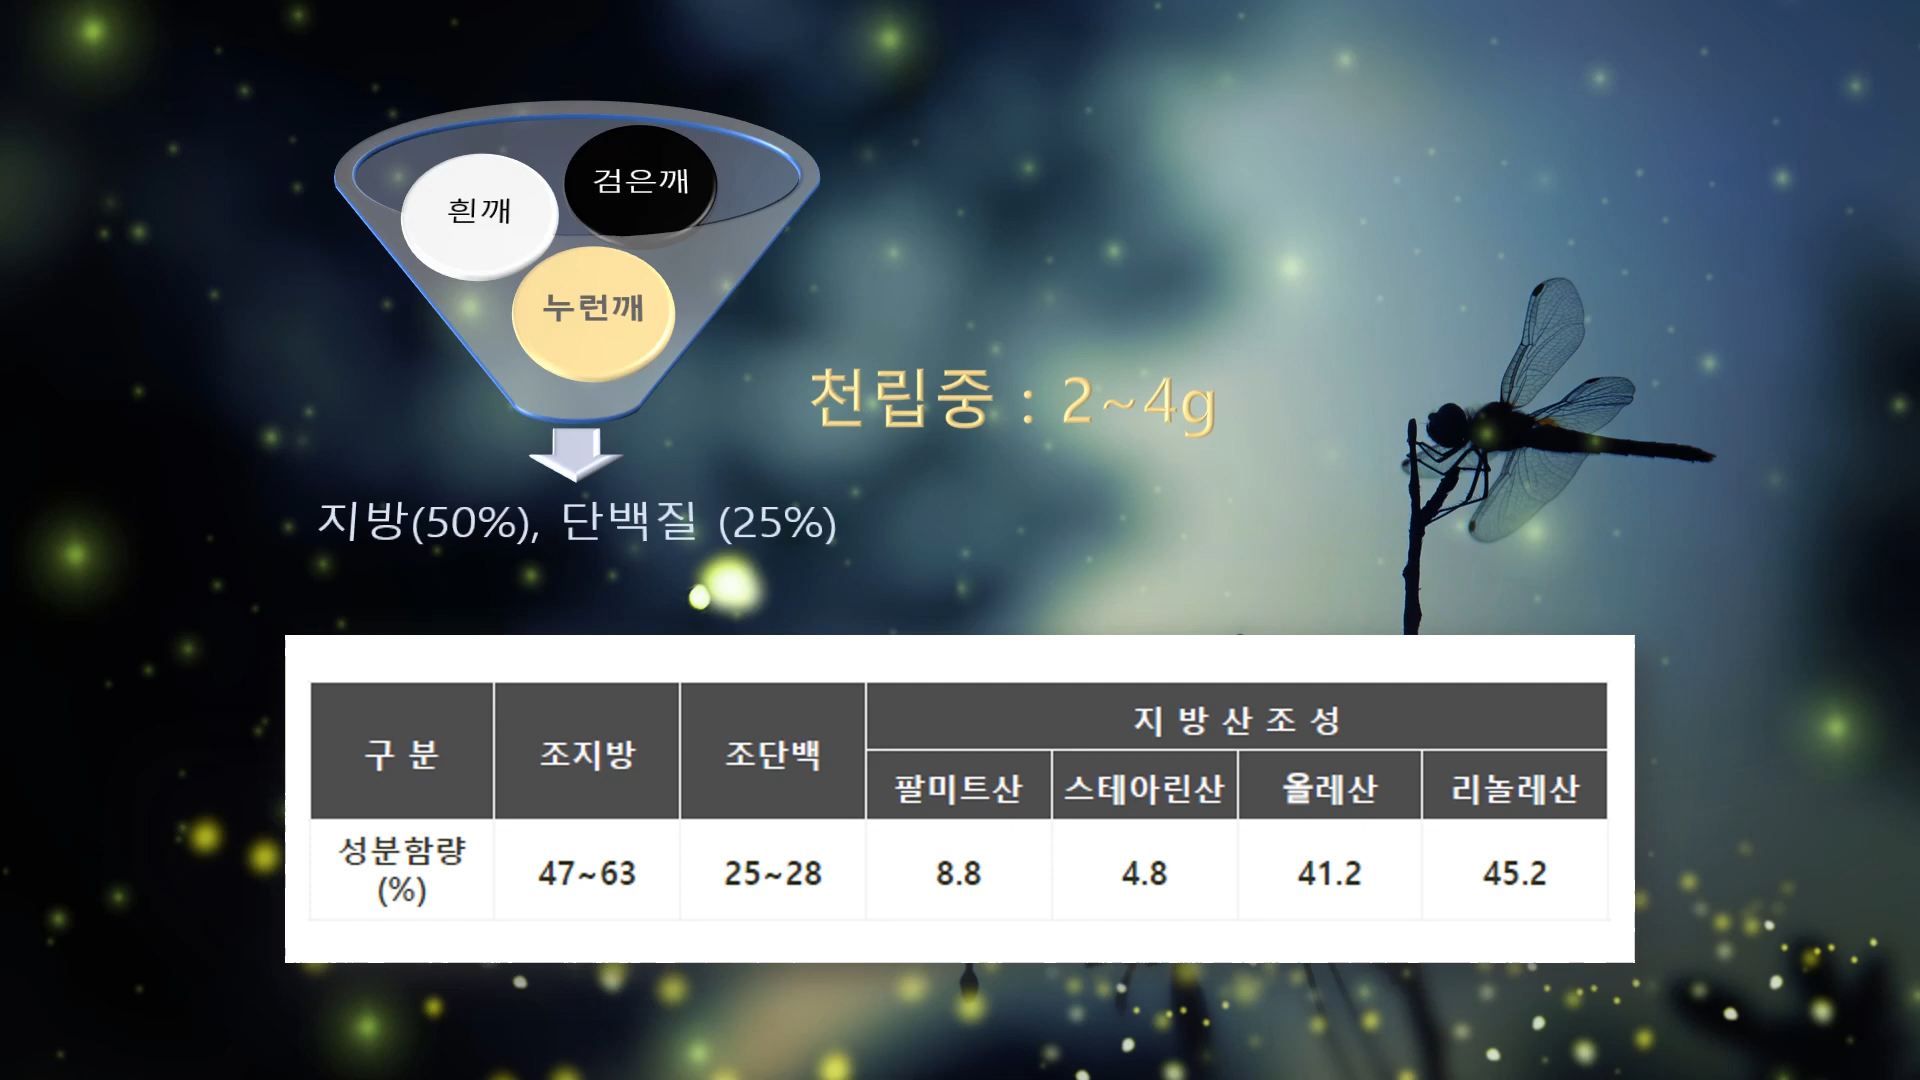 흰깨
검은깨
누런깨
천립중 : 2~4g
지방(50%), 단백질 (25%)
구 분 조지방 조단백 지 방 산 조 성
팔미트산 스테아린산 올레산 리놀레산
성분함량 (%) 47~63 25~28 8.8 4.8 41.2 45.2